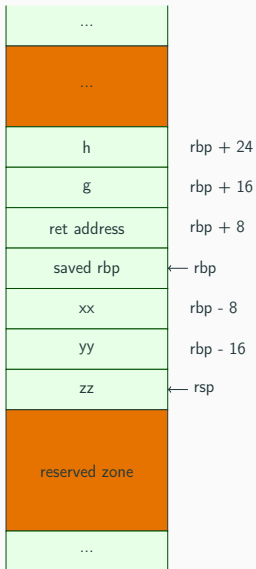 ...
...
h rbp + 24
g rbp + 16
ret address rbp + 8
saved rbp rbp
xx rbp - 8
yy rbp - 16
zz rsp
reserved zone
...